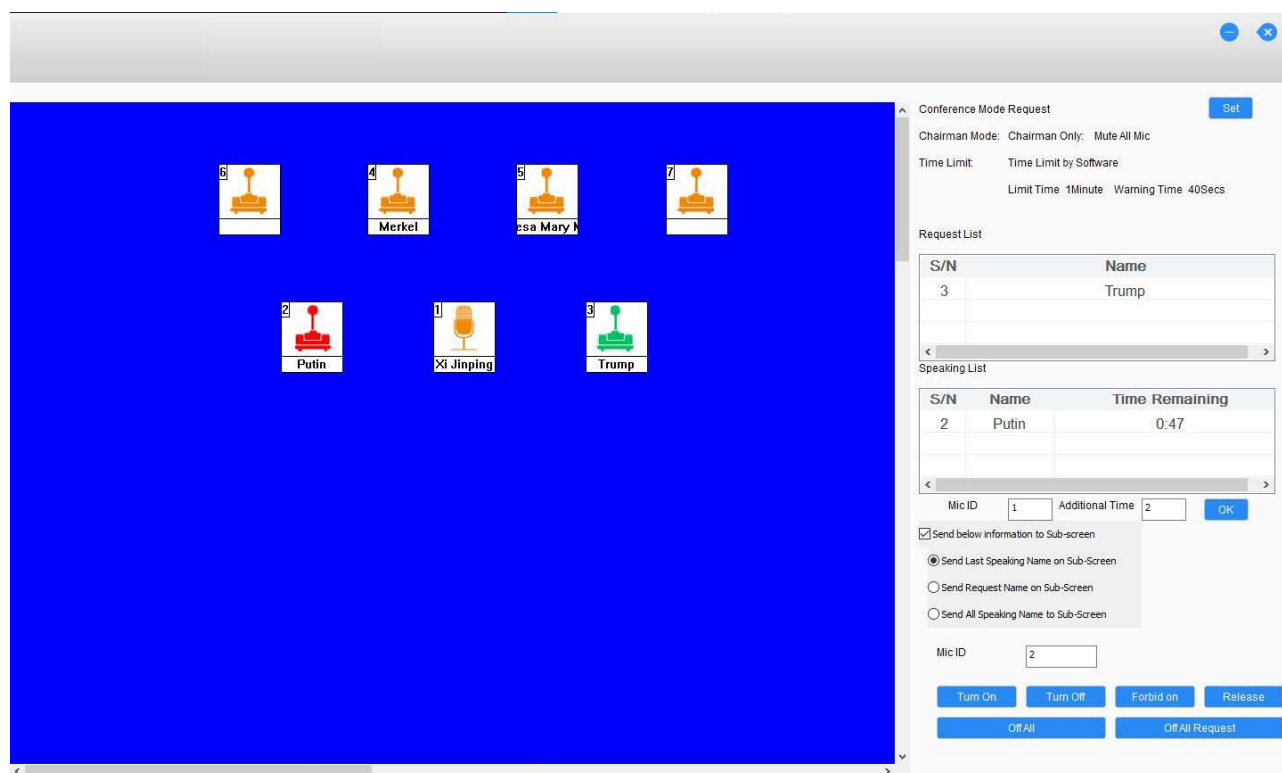 Conference Mode Request Set
Chairman Mode: Chairman Only: Mute All Mic
Time Limit: Time Limit by Software
Limit Time 1Minute Warning Time 40Secs
6 4 5 7
Merkel esa Mary M
2 1 3
Putin Xi Jinping Trump
Request List
S/N Name
3 Trump
Speaking List
S/N Name Time Remaining
2 Putin 0:47
Mic ID 1 Additional Time 2 OK
Send below information to Sub-screen
Send Last Speaking Name on Sub-Screen
Send Request Name on Sub-Screen
Send All Speaking Name to Sub-Screen
Mic ID 2
Turn On Turn Off Forbid on Release
Off All Off All Request